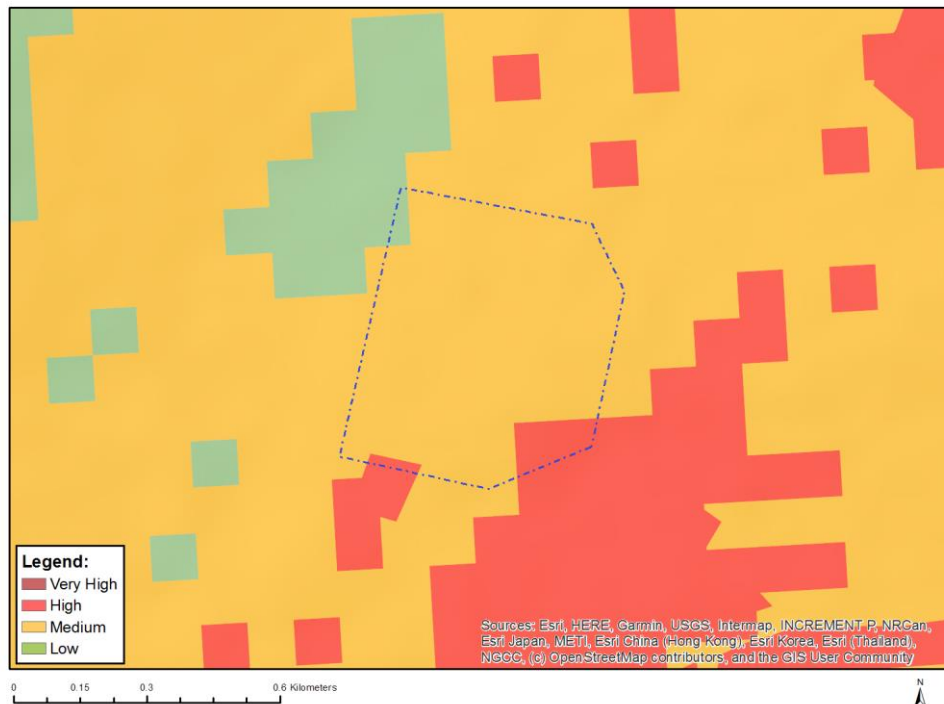 Legend:
Very High
High
Medium
Low
Sources: Esri, HERE, Garmin, USGS, Intermap, INCREMENT P, NRCan,
Esri Japan, METI, Esri China (Hong Kong), Esri Korea, Esri (Thailand),
NGCC, (c) OpenStreetMap contributors, and the GIS User Community
0 0.15 0.3 0.6 Kilometers
N